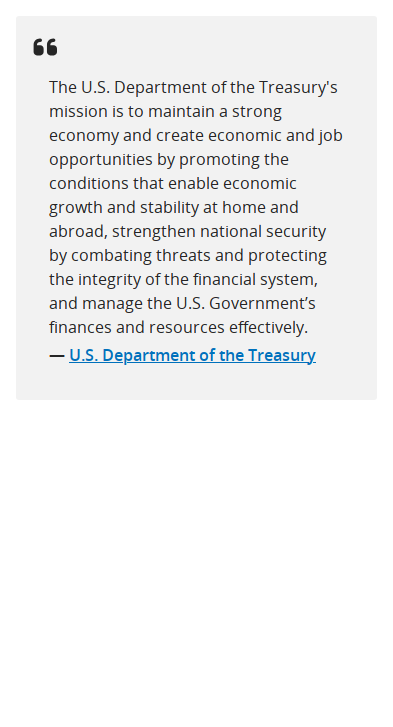 The U.S. Department of the Treasury's
mission is to maintain a strong
economy and create economic and job
opportunities by promoting the
conditions that enable economic
growth and stability at home and
abroad, strengthen national security
by combating threats and protecting
the integrity of the financial system,
and manage the U.S. Government’s
finances and resources effectively.
— U.S. Department of the Treasury